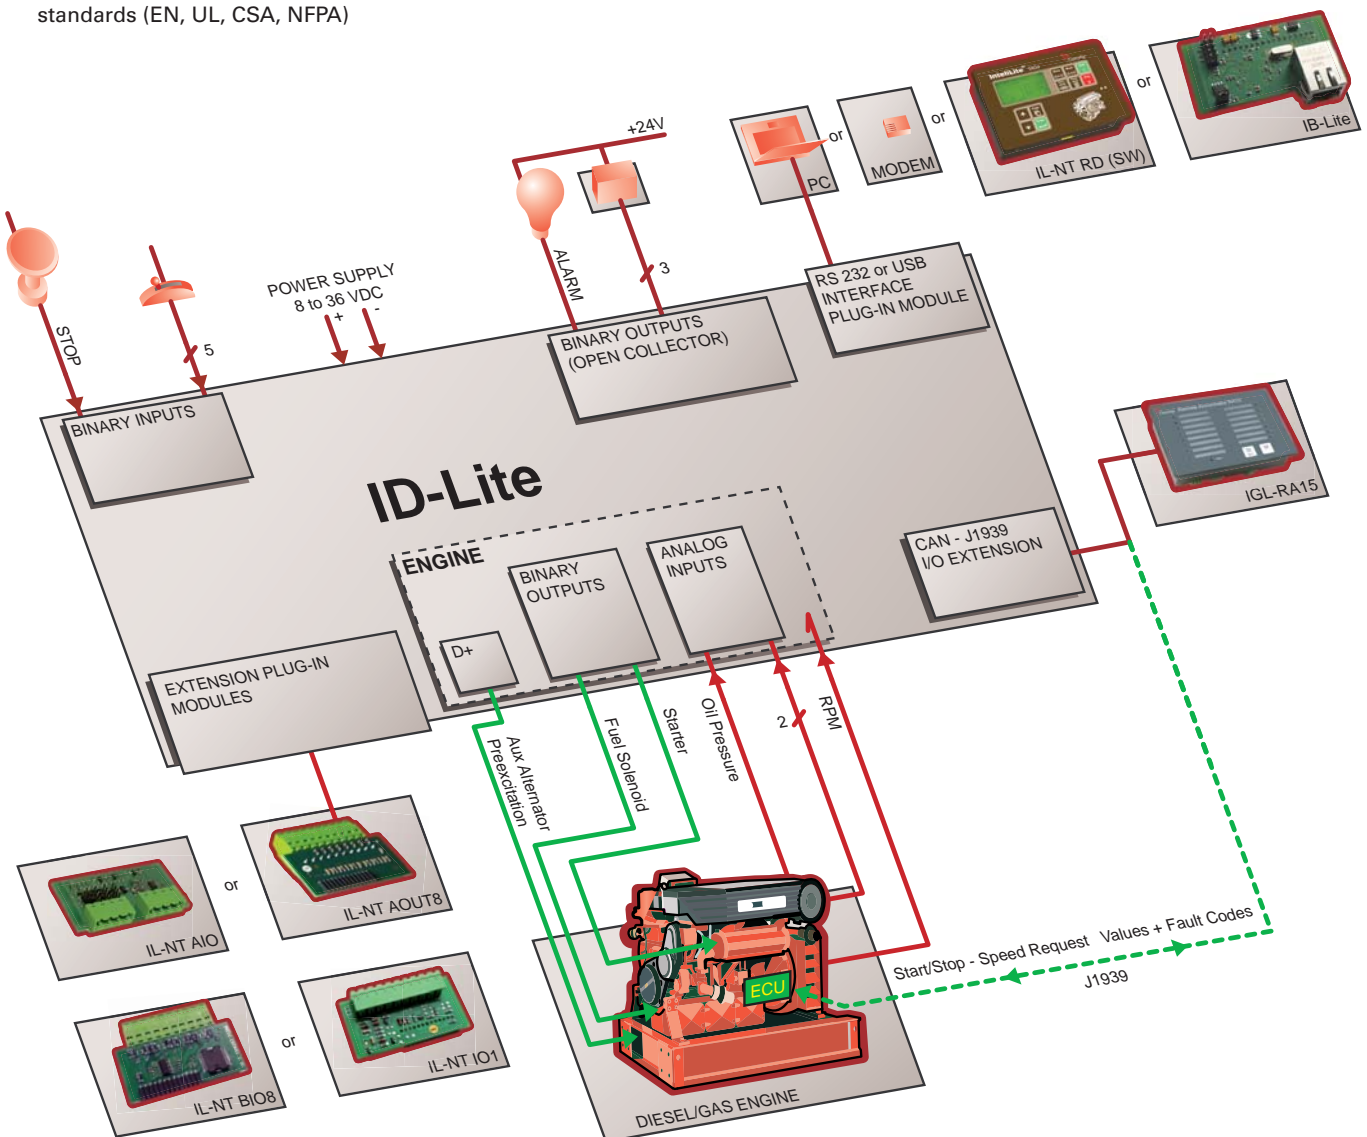 standards (EN, UL, CSA, NFPA)
+24V
PC
or
MODEM
or
IntelliLite
IL-NT RD (SW)
or
IB-Lite
STOP
5
POWER SUPPLY
8 to 36 VDC
+
-
ALARM
3
BINARY INPUTS
BINARY OUTPUTS
(OPEN COLLECTOR)
RS 232 or USB
INTERFACE
PLUG-IN MODULE
ID-Lite
IGL-RA15
ENGINE
D+
BINARY
OUTPUTS
ANALOG
INPUTS
CAN - J1939
I/O EXTENSION
EXTENSION PLUG-IN
MODULES
Aux Alternator
Preexcitation
Fuel Solenoid
Starter
Oil Pressure
2
RPM
IL-NT AIO
or
IL-NT AOUT8
IL-NT BIO8
or
IL-NT IO1
ECU
DIESEL/GAS ENGINE
Start/Stop - Speed Request
Values + Fault Codes
J1939